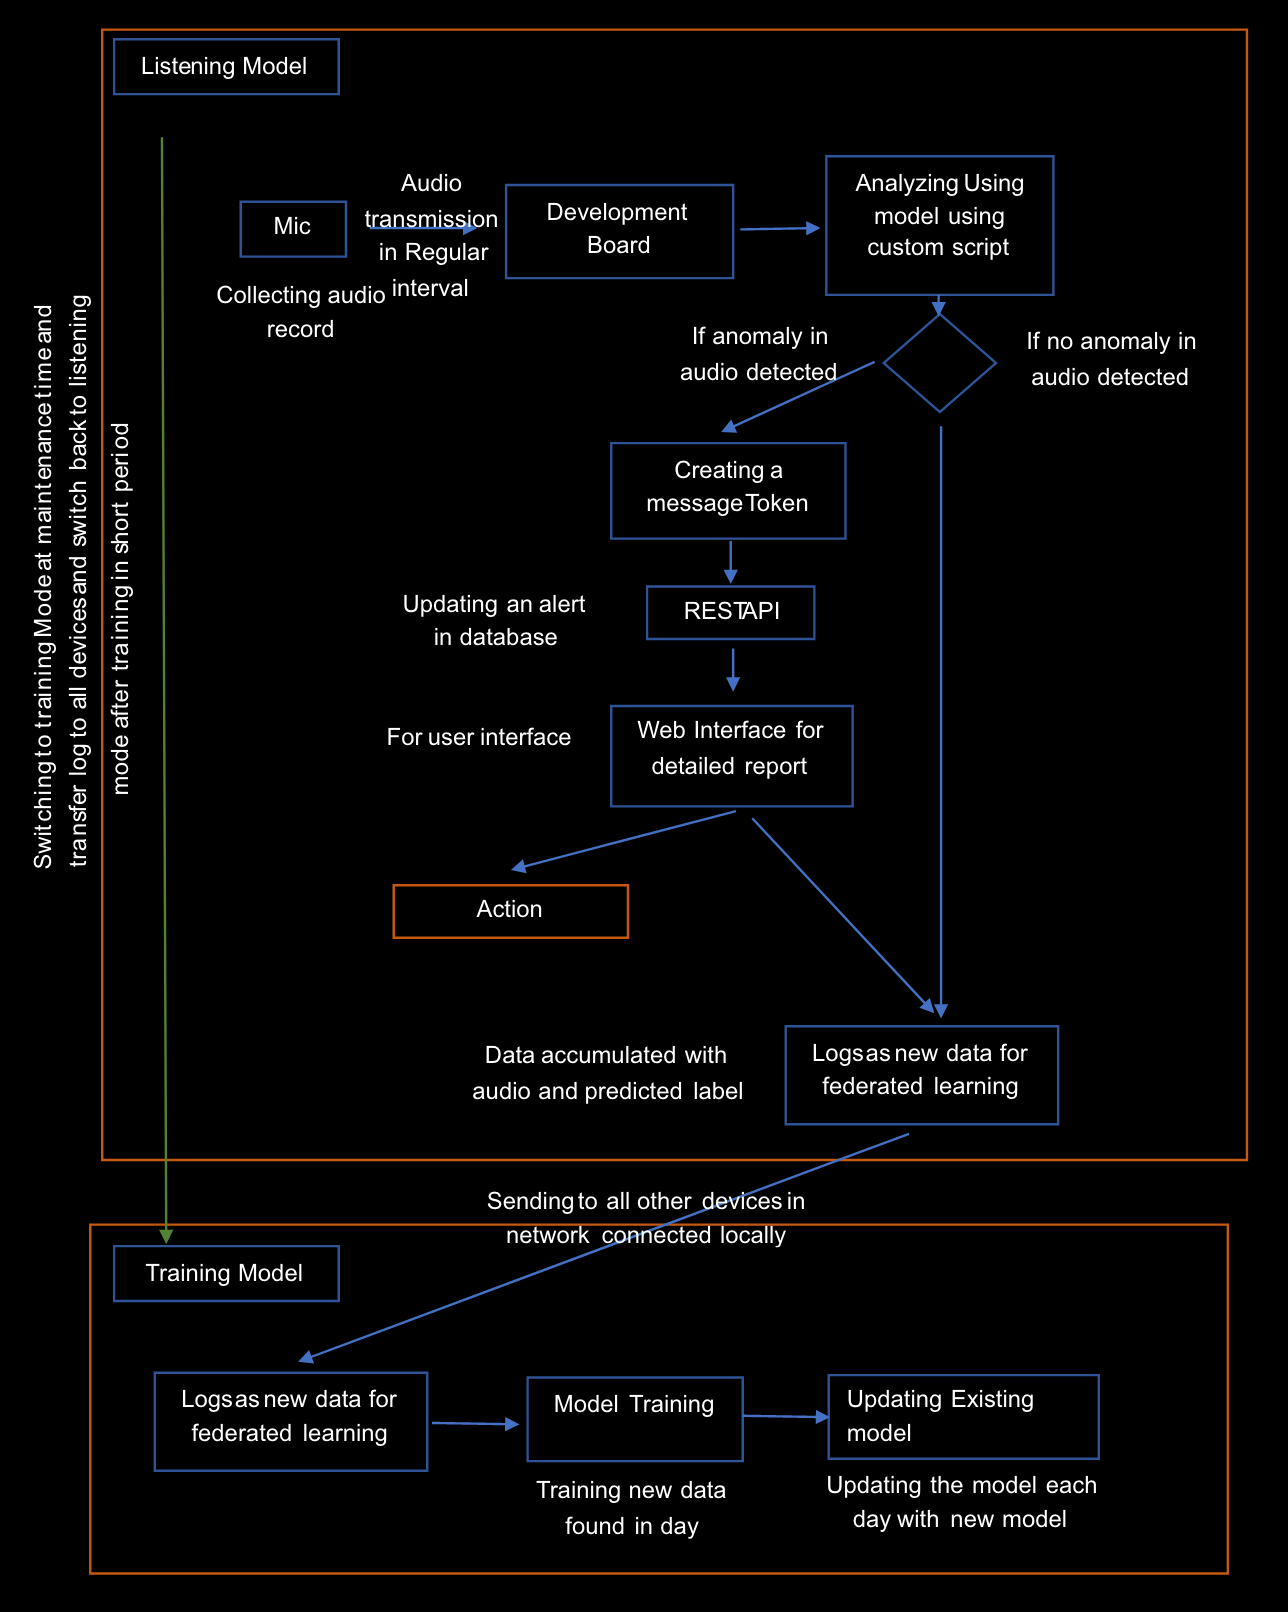 Listening Model
Mic
Collecting audio
record
Audio
transmission
in Regular
interval
Development
Board
Analyzing Using
model using
custom script
If anomaly in
audio detected
If no anomaly in
audio detected
Creating a
message Token
Updating an alert
in database
REST API
For user interface
Web Interface for
detailed report
Action
Data accumulated with
audio and predicted label
Logs as new data for
federated learning
Switching to training Mode at maintenance time and
transfer log to all devices and switch back to listening
mode after training in short period
Sending to all other devices in
network connected locally
Training Model
Logs as new data for
federated learning
Model Training
Training new data
found in day
Updating Existing
model
Updating the model each
day with new model